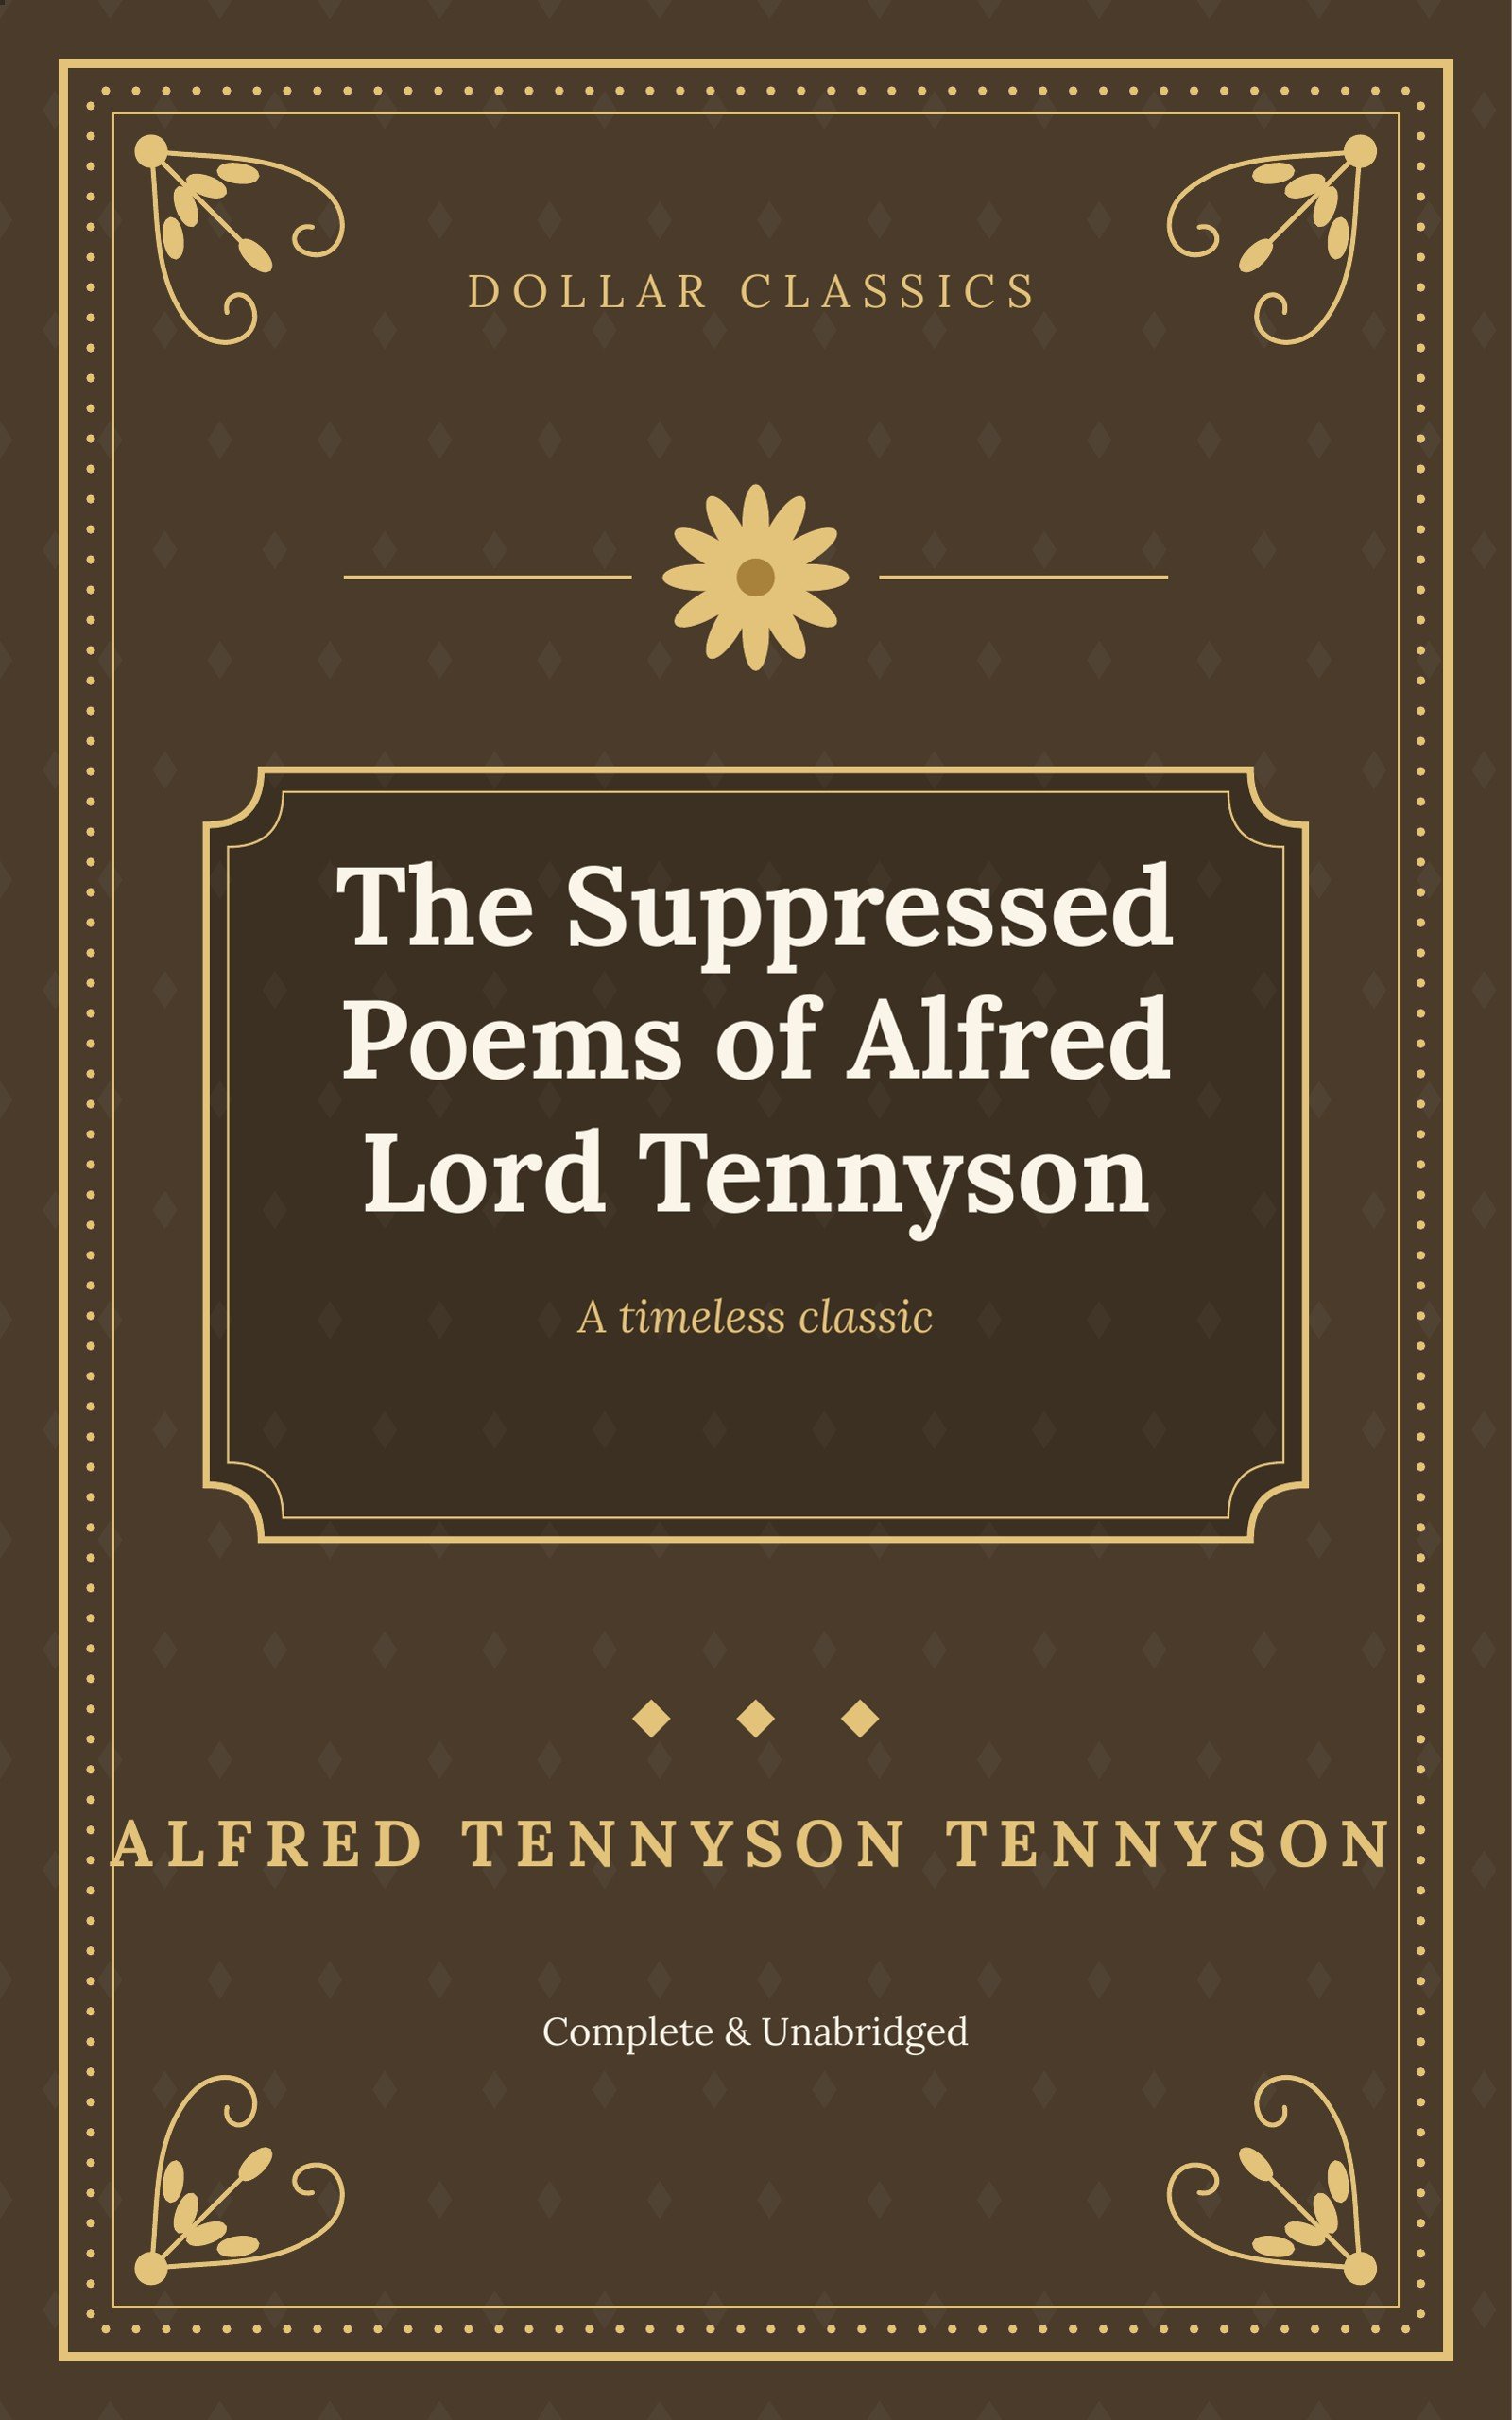 DOLLAR CLASSICS
The Suppressed
Poems of Alfred
Lord Tennyson
A timeless classic
ALFRED TENNYSON TENNYSON
Complete & Unabridged